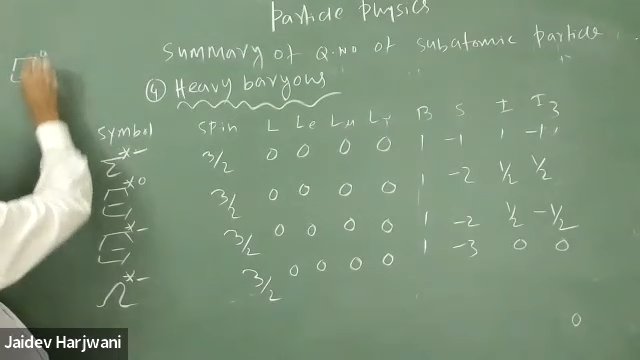 Particle Physics
Summary of Q.NO of subatomic particle
④ Heavy baryons
Symbol Spin L Le Lμ Lτ B S I I3
Σ*- 3/2 0 0 0 0 1 -1 1 -1
Ξ*0 3/2 0 0 0 0 1 -2 1/2 1/2
Ξ*- 3/2 0 0 0 0 1 -2 1/2 -1/2
Ω*- 3/2 0 0 0 0 1 -3 0 0
0
Jaidev Harjwani